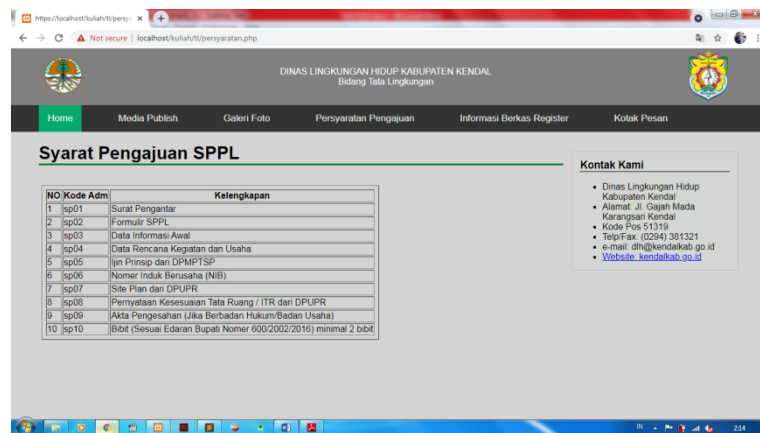 https://localhost/kuliah/tl/persya
Not secure | localhost/kuliah/tl/persyaratan.php
DINAS LINGKUNGAN HIDUP KABUPATEN KENDAL
Bidang Tata Lingkungan
Home Media Publish Galeri Foto Persyaratan Pengajuan Informasi Berkas Register Kotak Pesan
Syarat Pengajuan SPPL
NO Kode Adm Kelengkapan
1 sp01 Surat Pengantar
2 sp02 Formulir SPPL
3 sp03 Data Informasi Awal
4 sp04 Data Rencana Kegiatan dan Usaha
5 sp05 Ijin Prinsip dari DPMPTSP
6 sp06 Nomer Induk Berusaha (NIB)
7 sp07 Site Plan dari DPUPR
8 sp08 Pernyataan Kesesuaian Tata Ruang / ITR dari DPUPR
9 sp09 Akta Pengesahan (Jika Berbadan Hukum/Badan Usaha)
10 sp10 Bibit (Sesuai Edaran Bupati Nomer 600/2002/2016) minimal 2 bibit
Kontak Kami
Dinas Lingkungan Hidup
Kabupaten Kendal
Alamat: Jl. Gajah Mada
Karangsari Kendal
Kode Pos 51319
Telp/Fax. (0294) 381321
e-mail: dlh@kendalkab.go.id
Website: kendalkab.go.id
IN 2:14